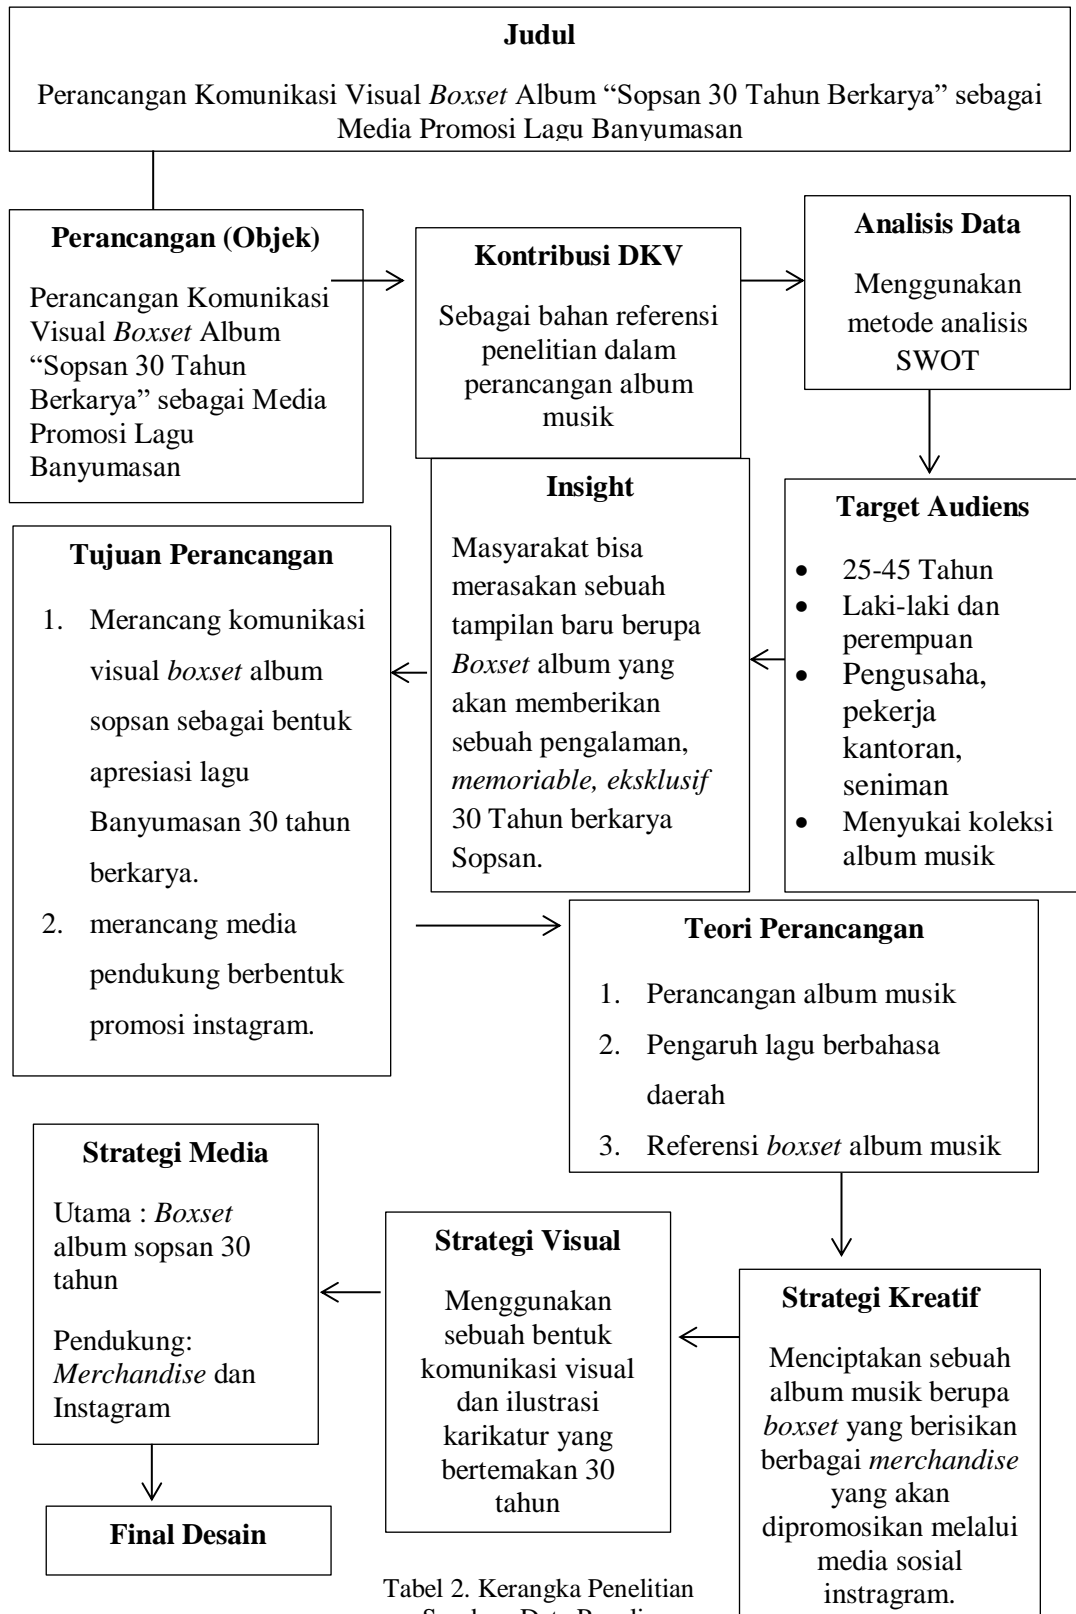 Judul
Perancangan Komunikasi Visual Boxset Album “Sopsan 30 Tahun Berkarya” sebagai
Media Promosi Lagu Banyumasan
Perancangan (Objek)
Perancangan Komunikasi
Visual Boxset Album
“Sopsan 30 Tahun
Berkarya” sebagai Media
Promosi Lagu
Banyumasan
Kontribusi DKV
Sebagai bahan referensi
penelitian dalam
perancangan album
musik
Analisis Data
Menggunakan
metode analisis
SWOT
Target Audiens
• 25-45 Tahun
• Laki-laki dan
perempuan
• Pengusaha,
pekerja
kantoran,
seniman
• Menyukai koleksi
album musik
Insight
Masyarakat bisa
merasakan sebuah
tampilan baru berupa
Boxset album yang
akan memberikan
sebuah pengalaman,
memoriable, eksklusif
30 Tahun berkarya
Sopsan.
Tujuan Perancangan
1. Merancang komunikasi
visual boxset album
sopsan sebagai bentuk
apresiasi lagu
Banyumasan 30 tahun
berkarya.
2. merancang media
pendukung berbentuk
promosi instagram.
Teori Perancangan
1. Perancangan album musik
2. Pengaruh lagu berbahasa
daerah
3. Referensi boxset album musik
Strategi Kreatif
Menciptakan sebuah
album musik berupa
boxset yang berisikan
berbagai merchandise
yang akan
dipromosikan melalui
media sosial
instragram.
Strategi Visual
Menggunakan
sebuah bentuk
komunikasi visual
dan ilustrasi
karikatur yang
bertemakan 30
tahun
Strategi Media
Utama : Boxset
album sopsan 30
tahun
Pendukung:
Merchandise dan
Instagram
Final Desain
Tabel 2. Kerangka Penelitian